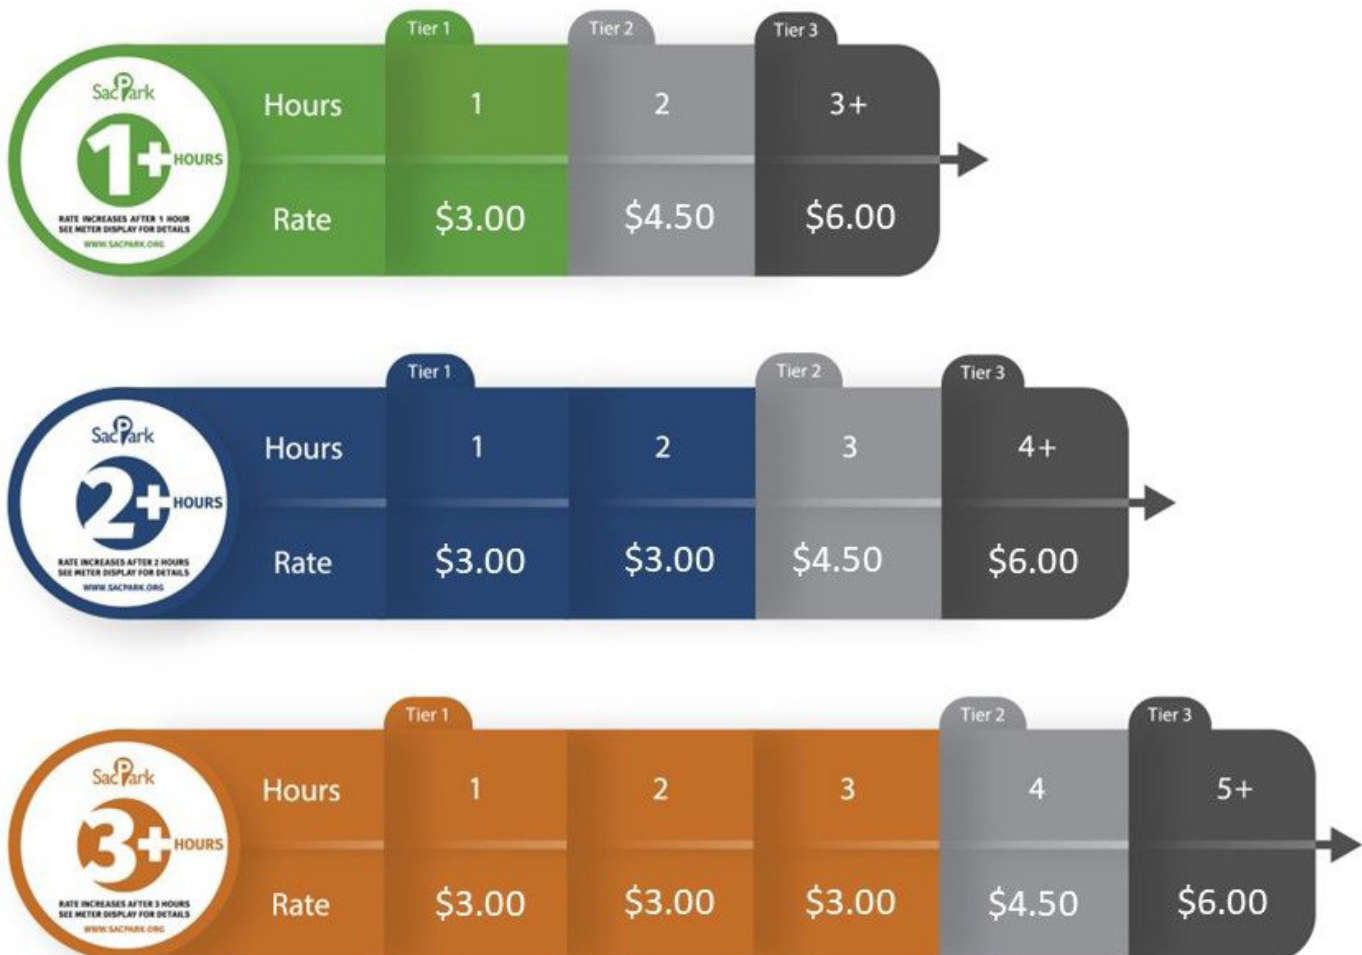 Tier 1 Tier 2 Tier 3
SacPark
1+ HOURS
RATE INCREASES AFTER 1 HOUR
SEE METER DISPLAY FOR DETAILS
WWW.SACPARK.ORG
Hours 1 2 3+
Rate $3.00 $4.50 $6.00
Tier 1 Tier 2 Tier 3
SacPark
2+ HOURS
RATE INCREASES AFTER 2 HOURS
SEE METER DISPLAY FOR DETAILS
WWW.SACPARK.ORG
Hours 1 2 3 4+
Rate $3.00 $3.00 $4.50 $6.00
Tier 1 Tier 2 Tier 3
SacPark
3+ HOURS
RATE INCREASES AFTER 3 HOURS
SEE METER DISPLAY FOR DETAILS
WWW.SACPARK.ORG
Hours 1 2 3 4 5+
Rate $3.00 $3.00 $3.00 $4.50 $6.00